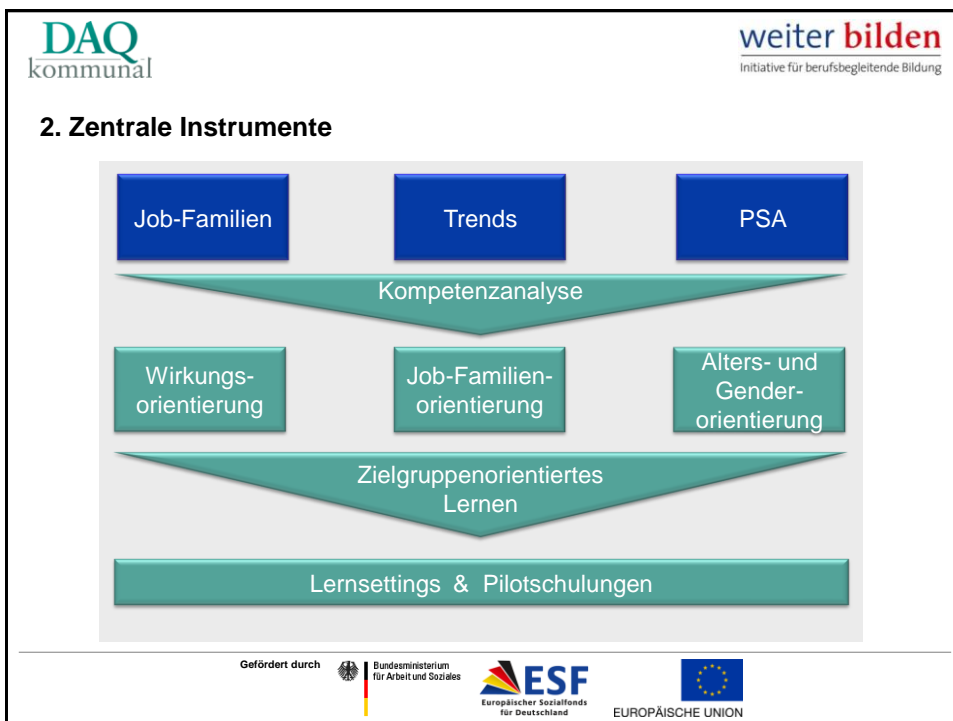 DAQ
kommunal
weiter bilden
Initiative für berufsbegleitende Bildung
2. Zentrale Instrumente
Job-Familien
Trends
PSA
Kompetenzanalyse
Wirkungs-
orientierung
Job-Familien-
orientierung
Alters- und
Gender-
orientierung
Zielgruppenorientiertes
Lernen
Lernsettings & Pilotschulungen
Gefördert durch
Bundesministerium
für Arbeit und Soziales
ESF
Europäischer Sozialfonds
für Deutschland
EUROPÄISCHE UNION